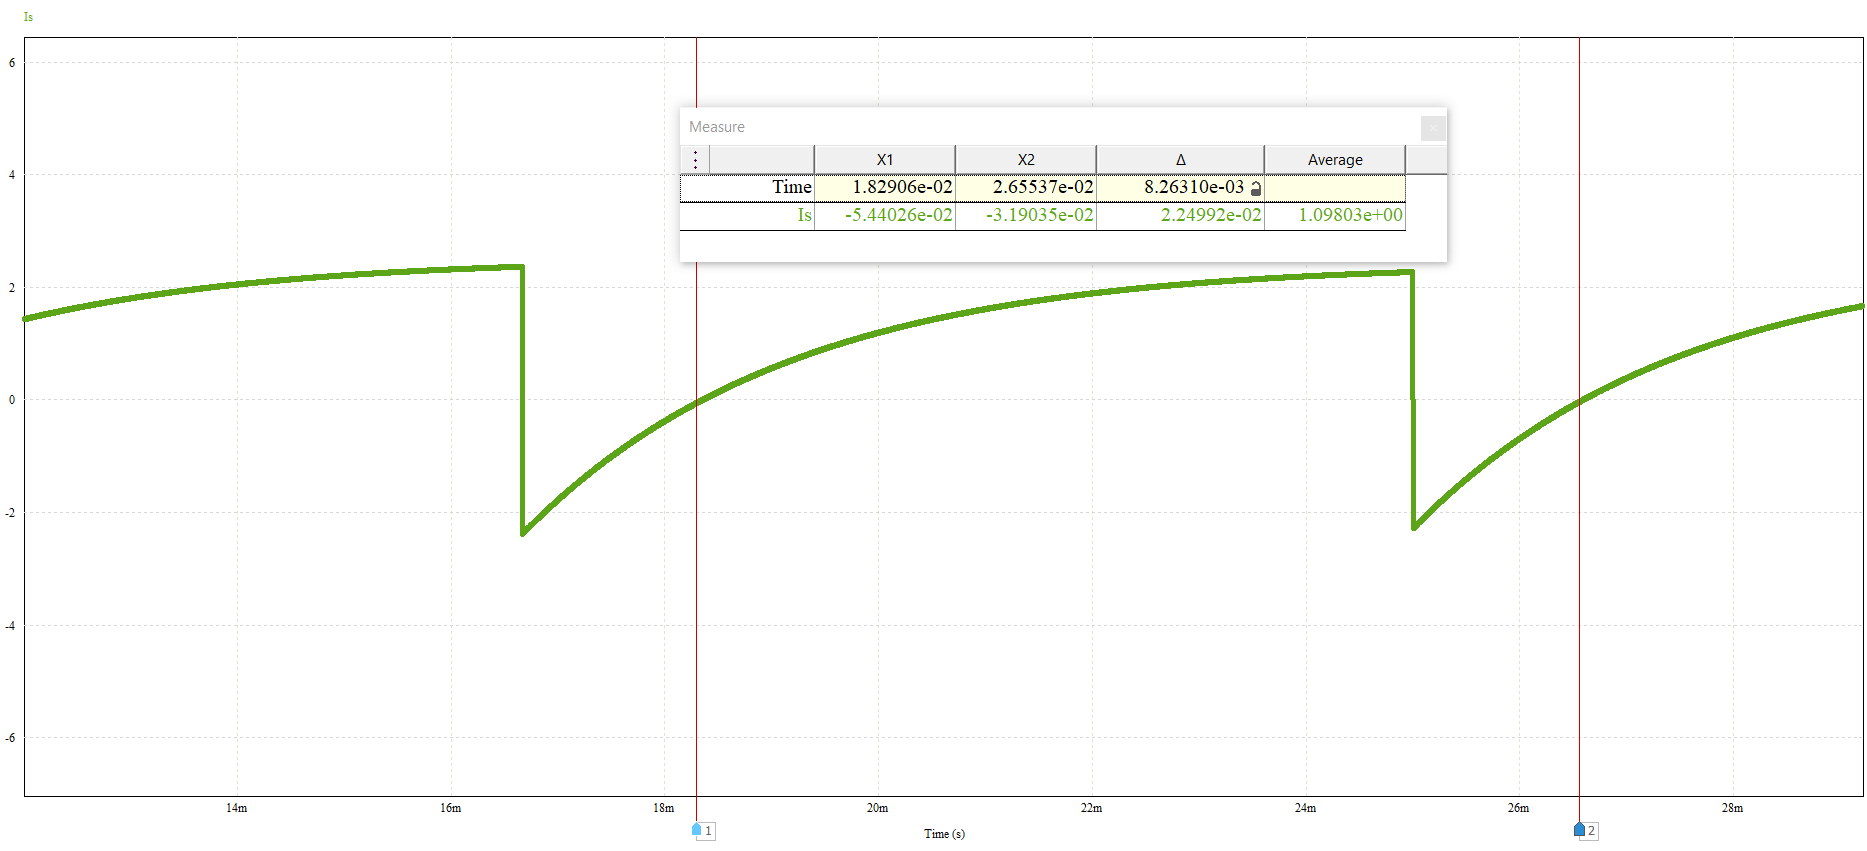 Is
6
4
2
0
-2
-4
-6
Measure
X1 X2 Δ Average
Time 1.82906e-02 2.65537e-02 8.26310e-03
Is -5.44026e-02 -3.19035e-02 2.24992e-02 1.09803e+00
14m 16m 18m 20m 22m 24m 26m 28m
1 2
Time (s)